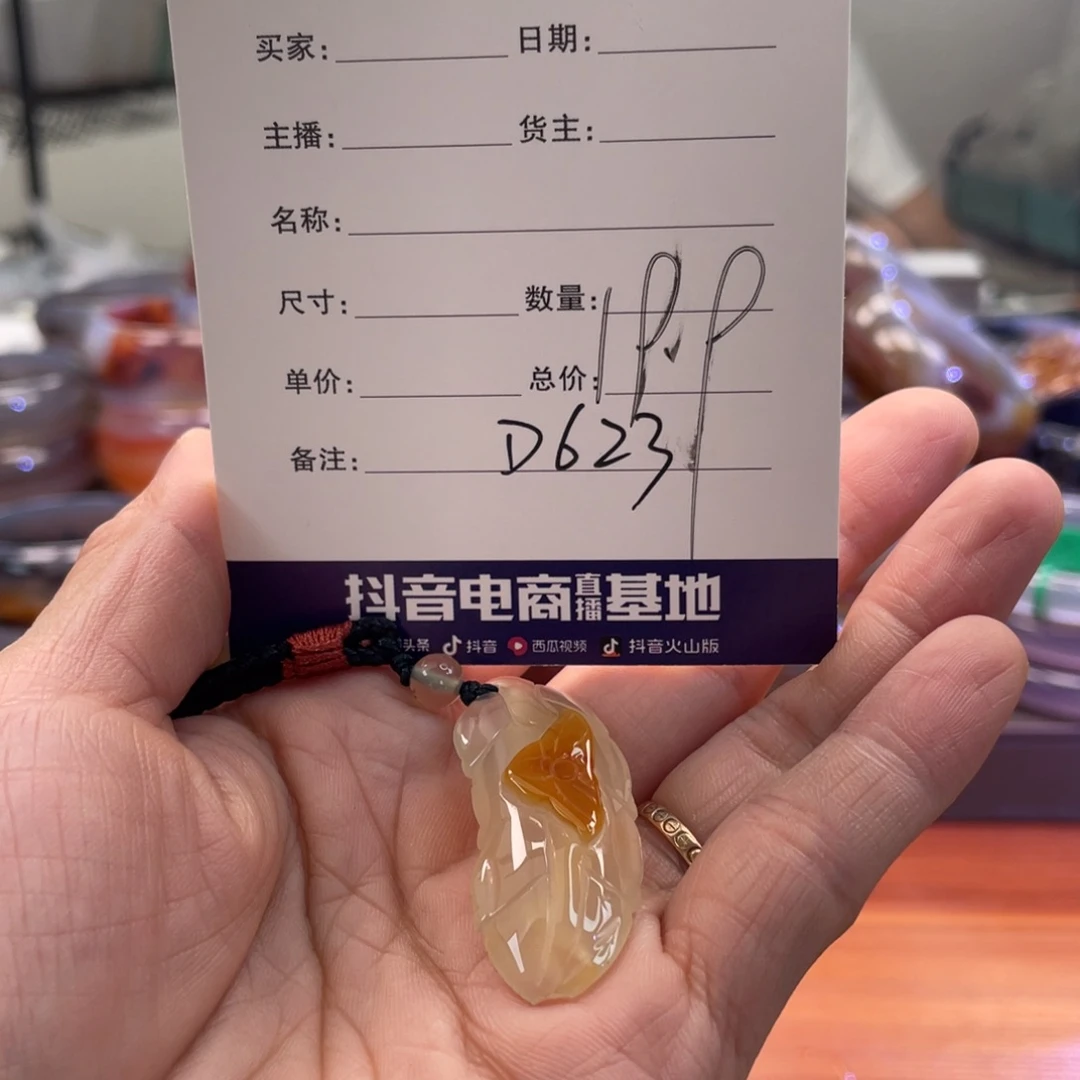 买家: 日期:
主播: 货主:
名称:
尺寸: 数量:
单价: 总价:
备注: D623
抖音电商直播基地
头条 抖音 西瓜视频 抖音火山版